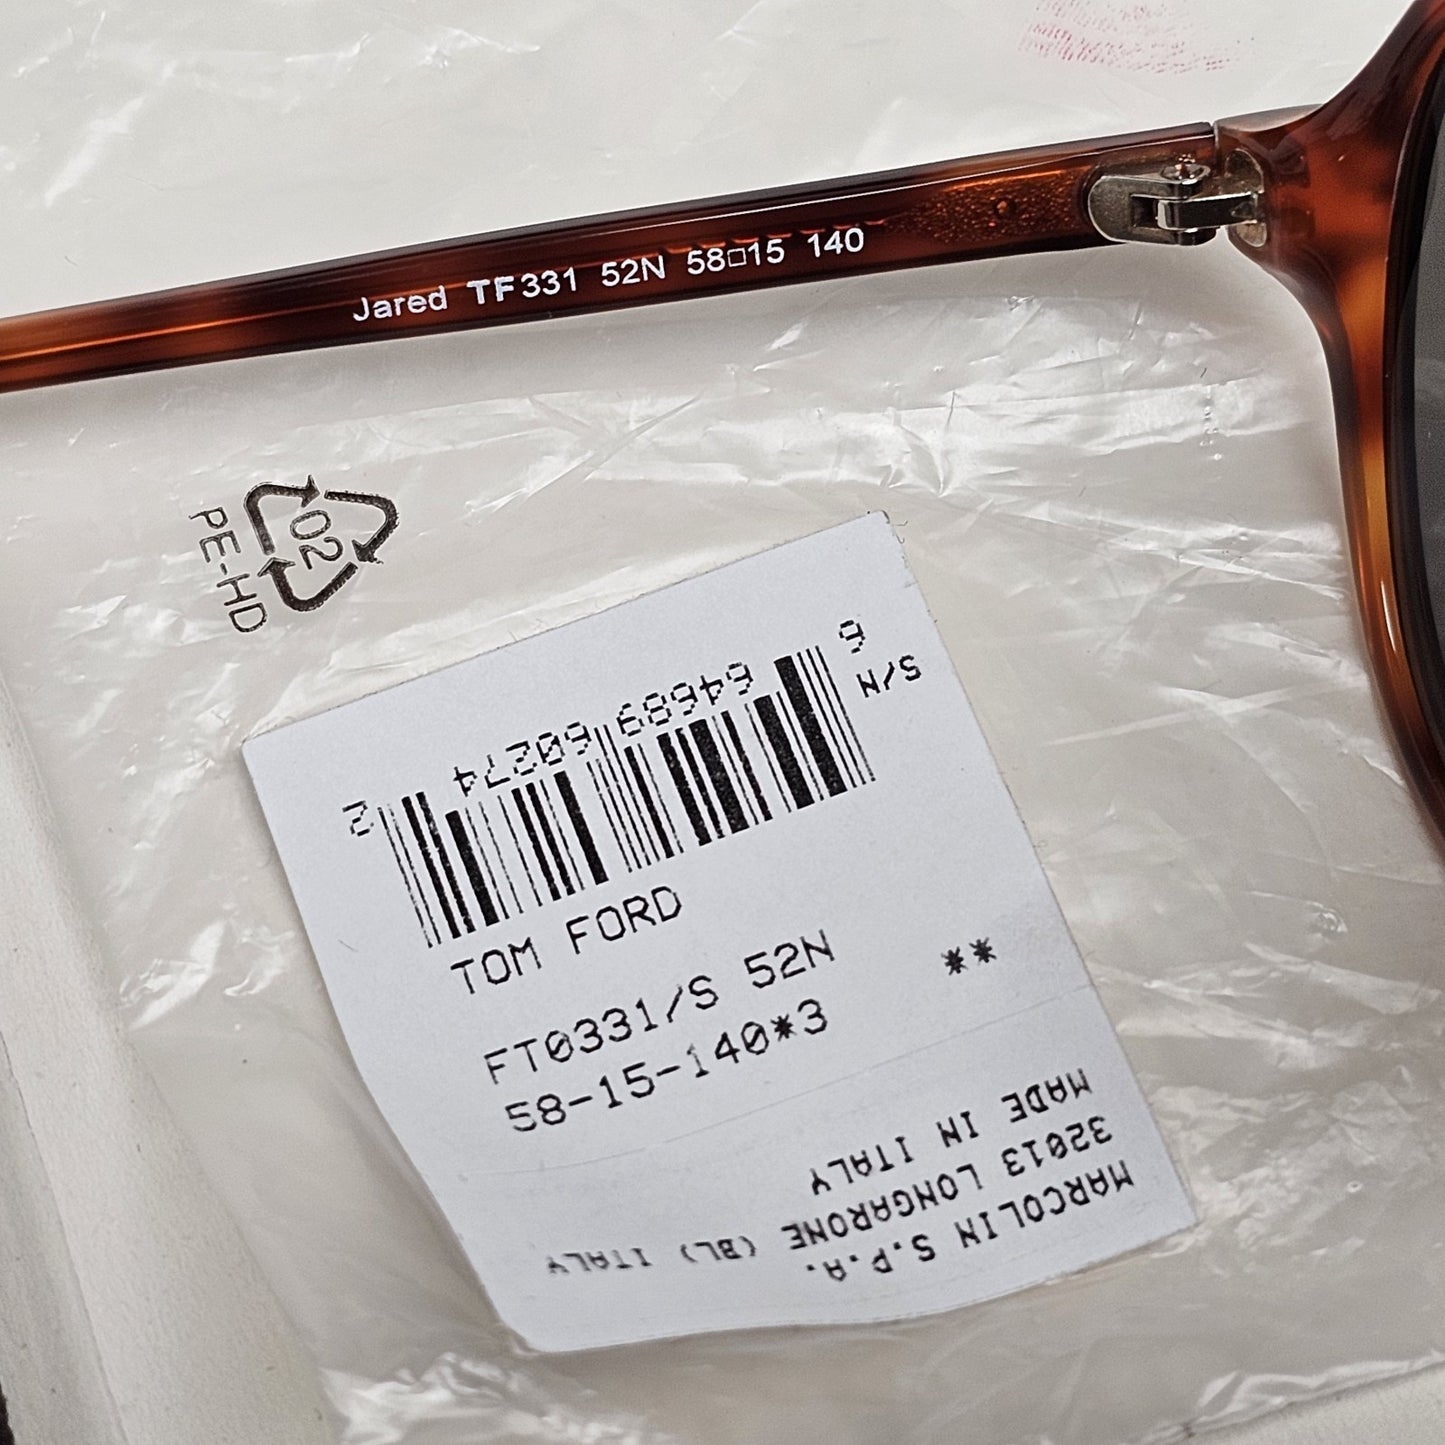 Jared TF331 52N 58□15 140
02
PE-HD
S/N
6 64689 60274 2
TOM FORD
FT0331/S 52N **
58-15-140*3
MARCOLIN S.P.A.
32013 LONGARONE (BL) ITALY
MADE IN ITALY